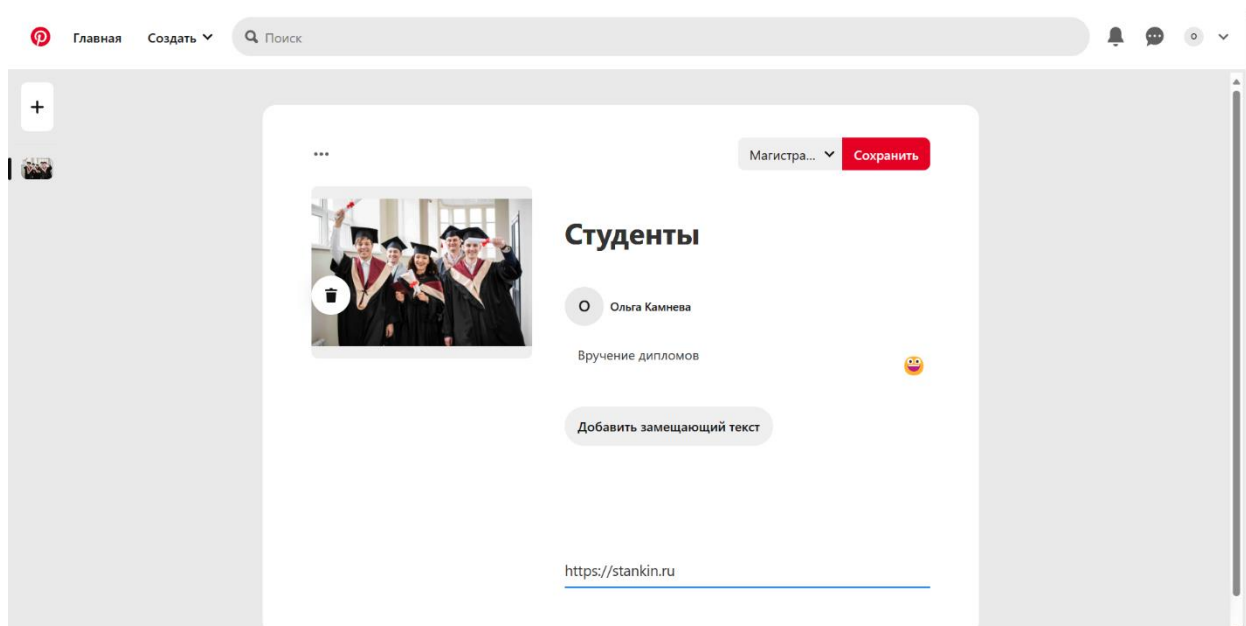 Главная Создать Поиск о
Магистра... Сохранить
Студенты
О Ольга Камнева
Вручение дипломов
Добавить замещающий текст
https://stankin.ru